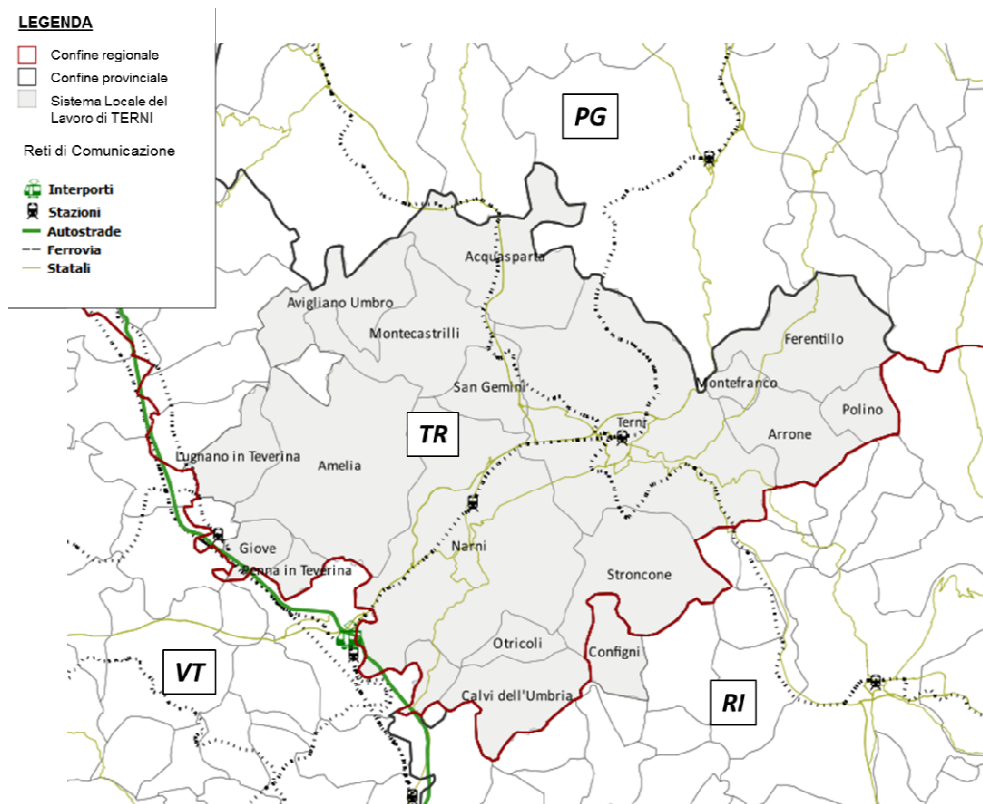 LEGENDA
Confine regionale
Confine provinciale
Sistema Locale del
Lavoro di TERNI
Reti di Comunicazione
Interporti
Stazioni
Autostrade
Ferrovia
Statali
PG
Acquasparta
Avigliano Umbro
Montecastrilli
Ferentillo
San Gemini
Montefranco
Polino
TR
Terni
Arrone
Lugnano in Teverina
Amelia
Narni
Giove
Penna in Teverina
Stroncone
Otricoli
Configni
VT
Calvi dell'Umbria
RI